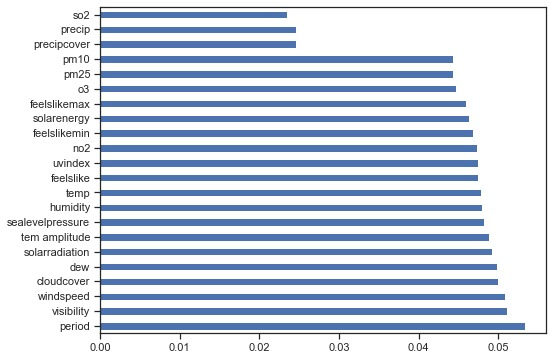 so2
precip
precipcover
pm10
pm25
o3
feelslikemax
solarenergy
feelslikemin
no2
uvindex
feelslike
temp
humidity
sealevelpressure
tem amplitude
solarradiation
dew
cloudcover
windspeed
visibility
period
0.00 0.01 0.02 0.03 0.04 0.05